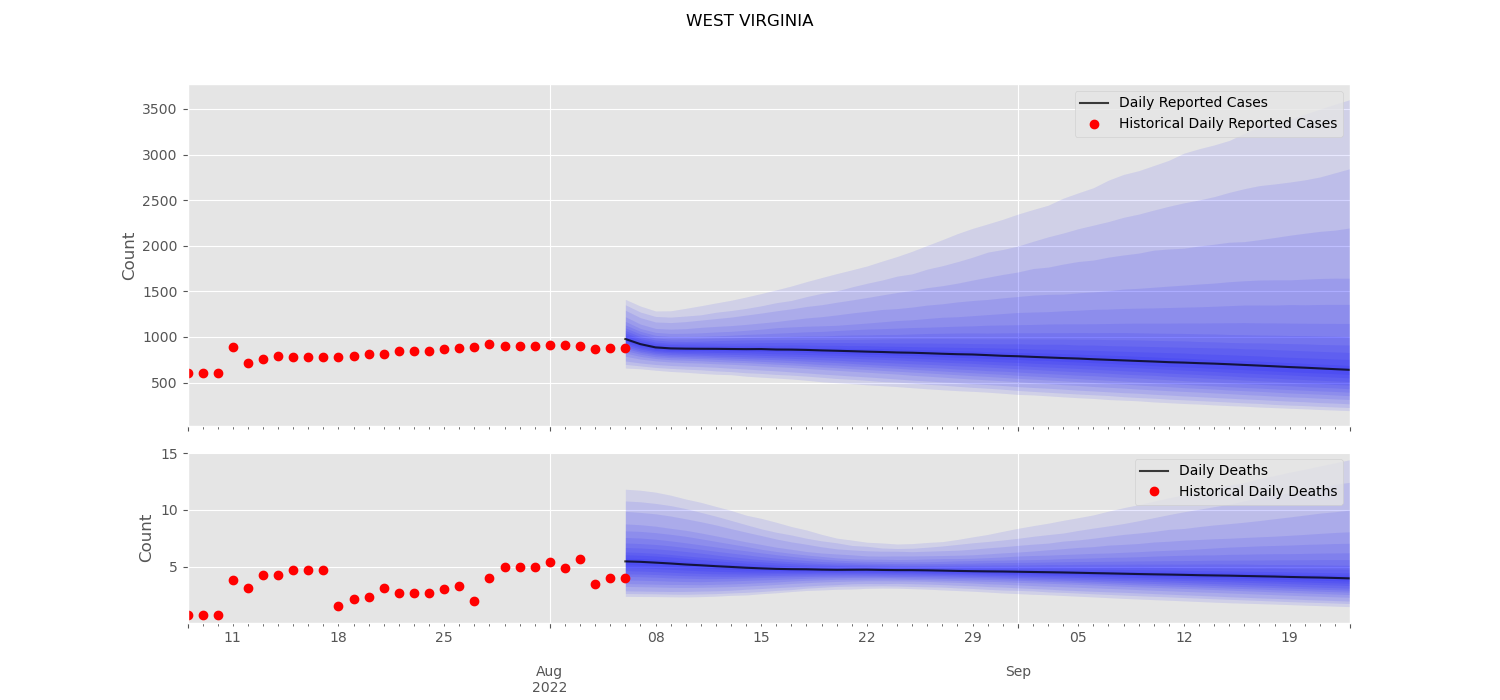 WEST VIRGINIA
3500
3000
2500
2000
1500
1000
500
Count
Daily Reported Cases
Historical Daily Reported Cases
15
10
5
Count
Daily Deaths
Historical Daily Deaths
11 18 25 08 15 22 29 05 12 19
Aug Sep
2022